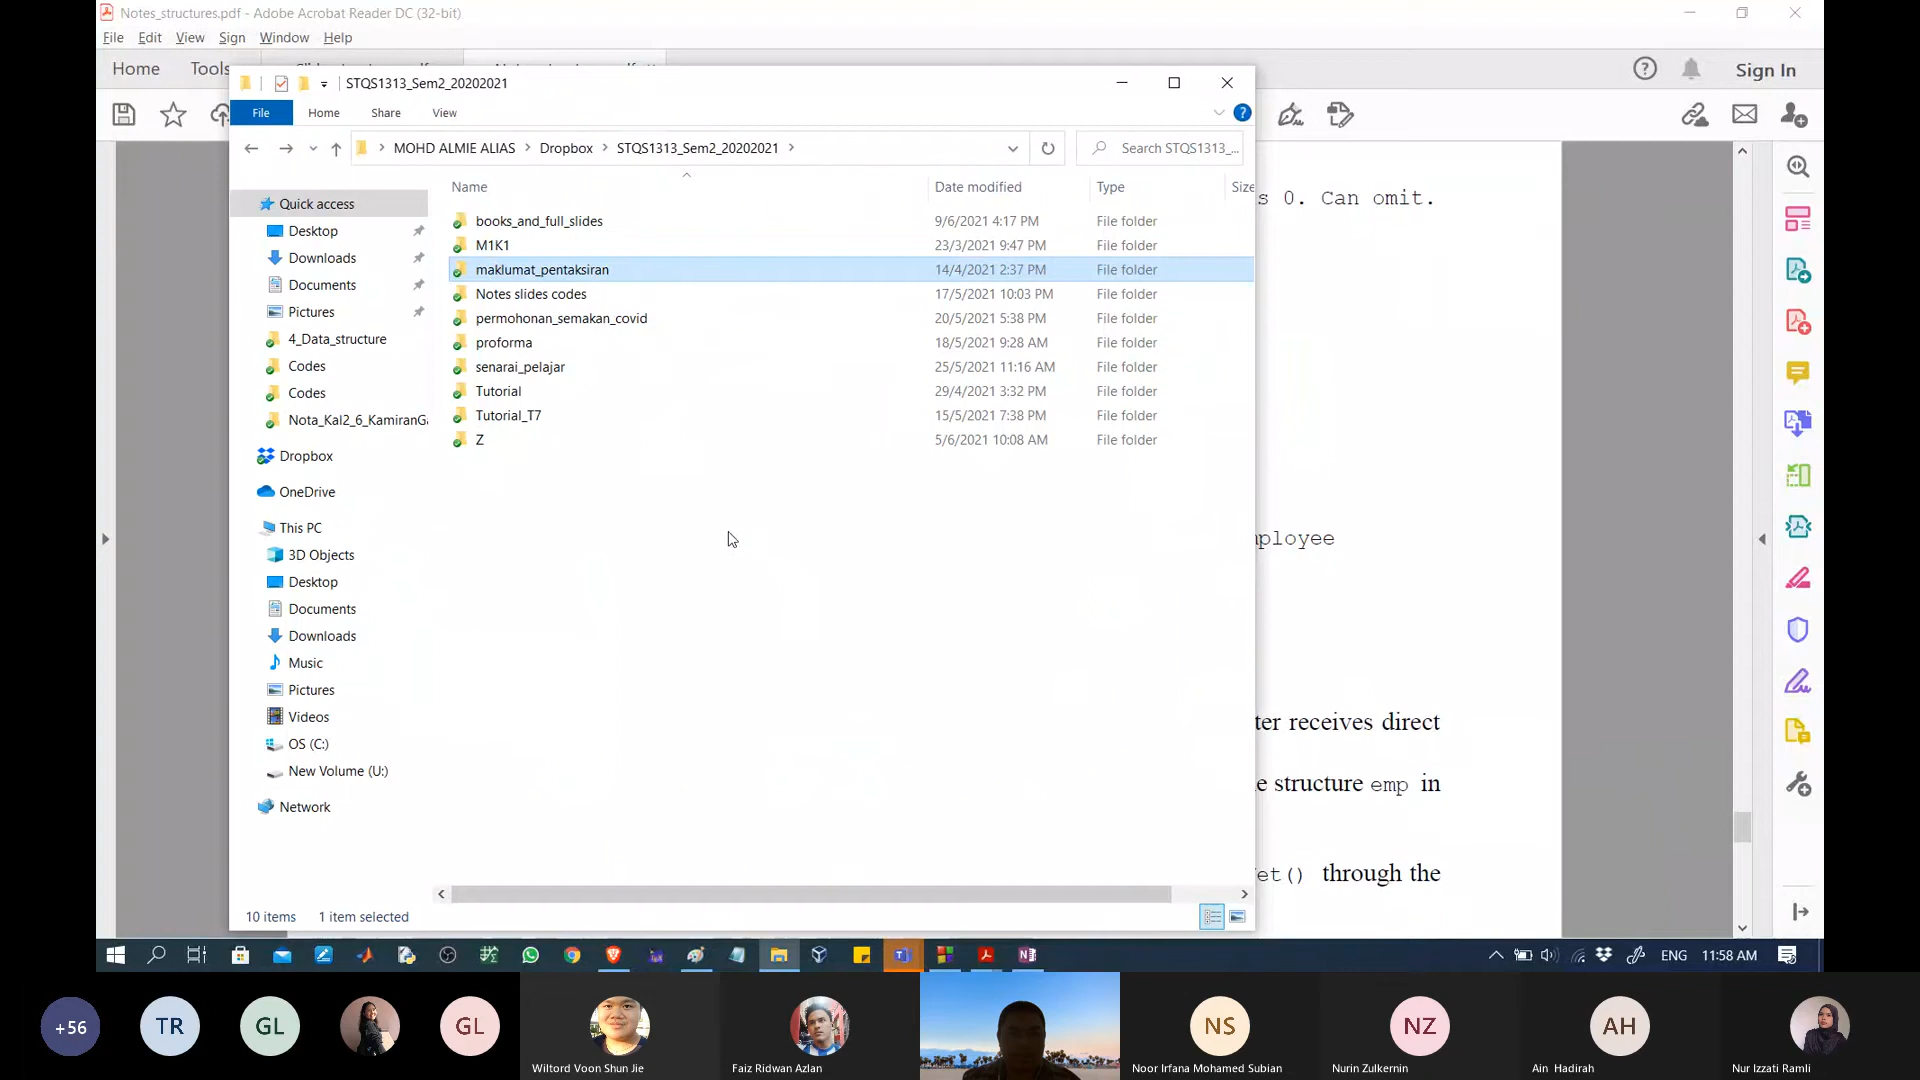 Notes_structures.pdf - Adobe Acrobat Reader DC (32-bit)
File Edit View Sign Window Help
Home Tools
Sign In
STQS1313_Sem2_20202021
File Home Share View
MOHD ALMIE ALIAS > Dropbox > STQS1313_Sem2_20202021 >
Search STQS1313_...
Name Date modified Type Size
Quick access
Desktop
Downloads
Documents
Pictures
4_Data_structure
Codes
Codes
Nota_Kal2_6_KamiranGa
Dropbox
OneDrive
This PC
3D Objects
Desktop
Documents
Downloads
Music
Pictures
Videos
OS (C:)
New Volume (U:)
Network
books_and_full_slides 9/6/2021 4:17 PM File folder
M1K1 23/3/2021 9:47 PM File folder
maklumat_pentaksiran 14/4/2021 2:37 PM File folder
Notes slides codes 17/5/2021 10:03 PM File folder
permohonan_semakan_covid 20/5/2021 5:38 PM File folder
proforma 18/5/2021 9:28 AM File folder
senarai_pelajar 25/5/2021 11:16 AM File folder
Tutorial 29/4/2021 3:32 PM File folder
Tutorial_T7 15/5/2021 7:38 PM File folder
Z 5/6/2021 10:08 AM File folder
10 items 1 item selected
s 0. Can omit.
ployee
ter receives direct
e structure emp in
et() through the
ENG 11:58 AM
+56
TR
GL
GL
NS
NZ
AH
Wiltord Voon Shun Jie
Faiz Ridwan Azlan
Noor Irfana Mohamed Subian
Nurin Zulkernin
Ain Hadirah
Nur Izzati Ramli